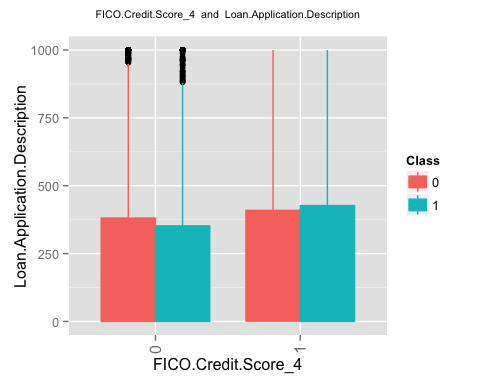 FICO.Credit.Score_4 and Loan.Application.Description
1000
750
500
250
0
Loan.Application.Description
0
1
FICO.Credit.Score_4
Class
0
1